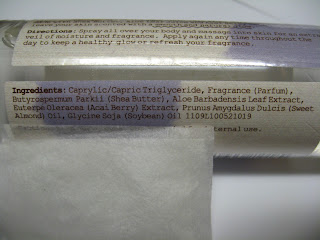 Directions: Spray all over your body and massage into skin for an extra
veil of moisture and fragrance. Apply again any time throughout the
day to keep a healthy glow or refresh your fragrance.
Ingredients: Caprylic/Capric Triglyceride, Fragrance (Parfum),
Butyrospermum Parkii (Shea Butter), Aloe Barbadensis Leaf Extract,
Euterpe Oleracea (Acai Berry) Extract, Prunus Amygdalus Dulcis (Sweet
Almond) Oil, Glycine Soja (Soybean) Oil 1109L100521019
ternal use.